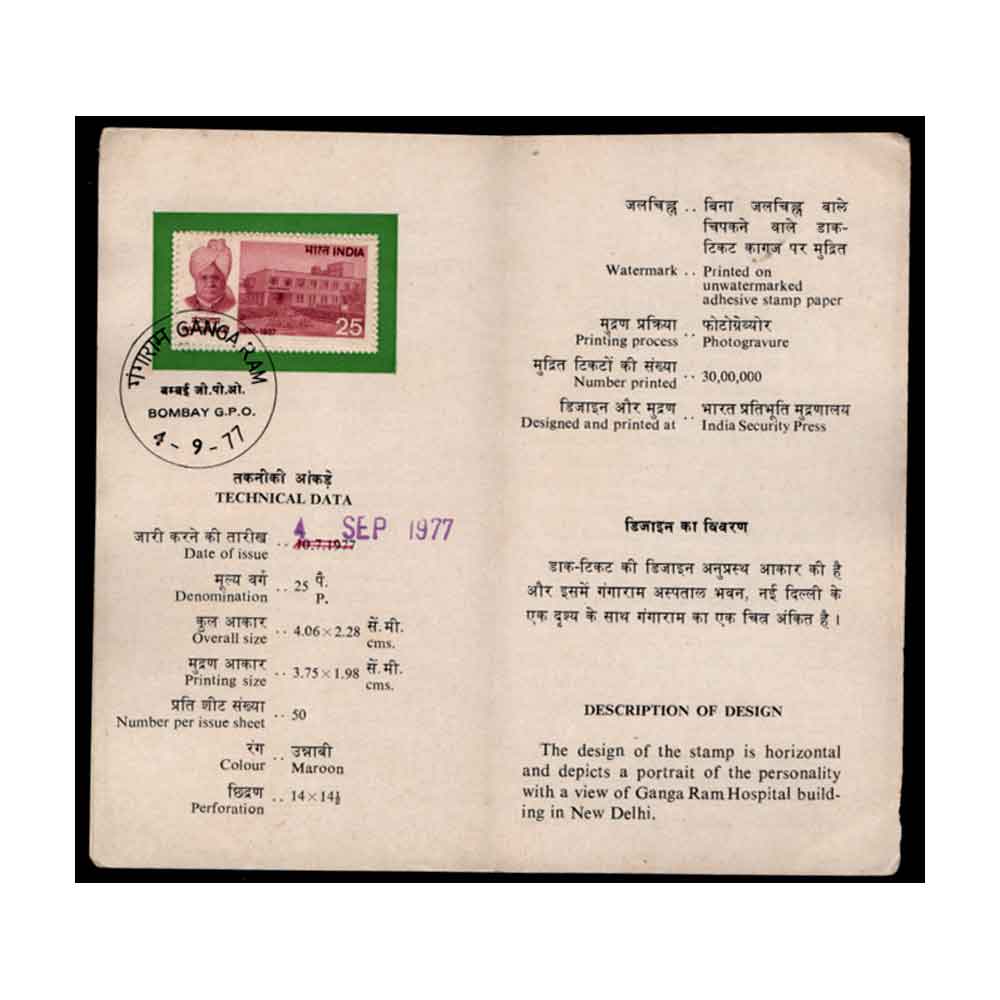 भारत INDIA
1851-1927
25
गंगाराम GANGA RAM
बम्बई जी.पी.ओ.
BOMBAY G.P.O.
4-9-77
तकनीकी आंकड़े
TECHNICAL DATA
4 SEP 1977
जारी करने की तारीख
Date of issue .. 10.7.1977
मूल्य वर्ग .. 25 पै.
Denomination P.
कुल आकार .. 4.06×2.28 सें.मी.
Overall size cms.
मुद्रण आकार .. 3.75×1.98 सें.मी.
Printing size cms.
प्रति शीट संख्या .. 50
Number per issue sheet
रंग .. उन्नाबी
Colour Maroon
छिद्रण .. 14×14½
Perforation
जलचिह्न .. बिना जलचिह्न वाले
चिपकने वाले डाक-
टिकट कागज पर मुद्रित
Watermark .. Printed on
unwatermarked
adhesive stamp paper
मुद्रण प्रक्रिया .. फोटोग्रेव्योर
Printing process Photogravure
मुद्रित टिकटों की संख्या .. 30,00,000
Number printed
डिजाइन और मुद्रण .. भारत प्रतिभूति मुद्रणालय
Designed and printed at India Security Press
डिजाइन का विवरण
डाक-टिकट की डिजाइन अनुप्रस्थ आकार की है
और इसमें गंगाराम अस्पताल भवन, नई दिल्ली के
एक दृश्य के साथ गंगाराम का एक चित्र अंकित है।
DESCRIPTION OF DESIGN
The design of the stamp is horizontal
and depicts a portrait of the personality
with a view of Ganga Ram Hospital build-
ing in New Delhi.